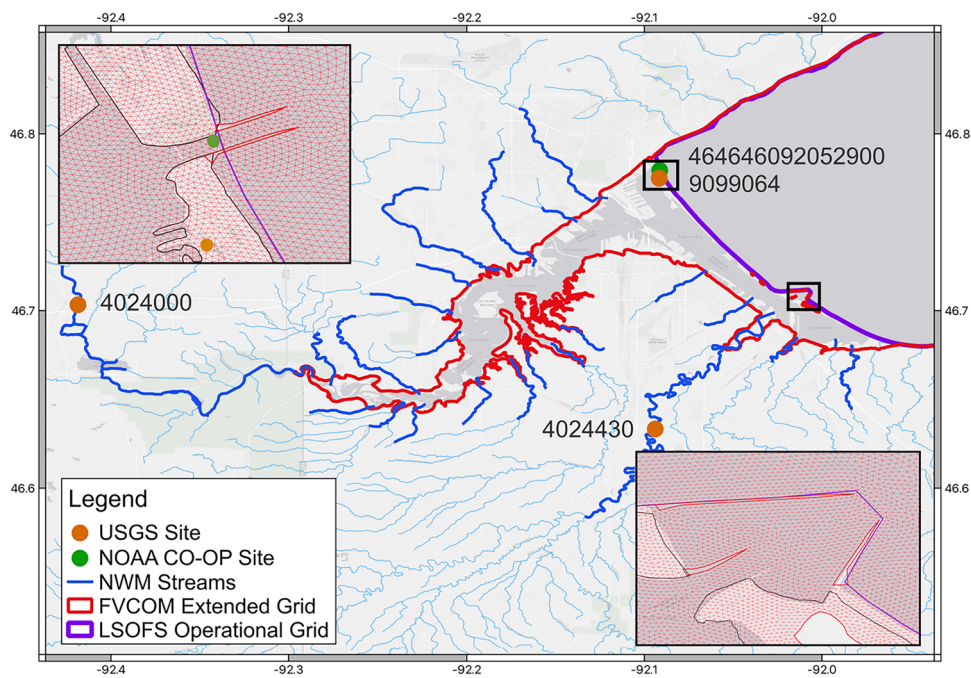 -92.4 -92.3 -92.2 -92.1 -92.0
46.8 46.8
464646092052900
9099064
4024000
46.7 46.7
4024430
46.6 46.6
Legend
USGS Site
NOAA CO-OP Site
NWM Streams
FVCOM Extended Grid
LSOFS Operational Grid
-92.4 -92.3 -92.2 -92.1 -92.0